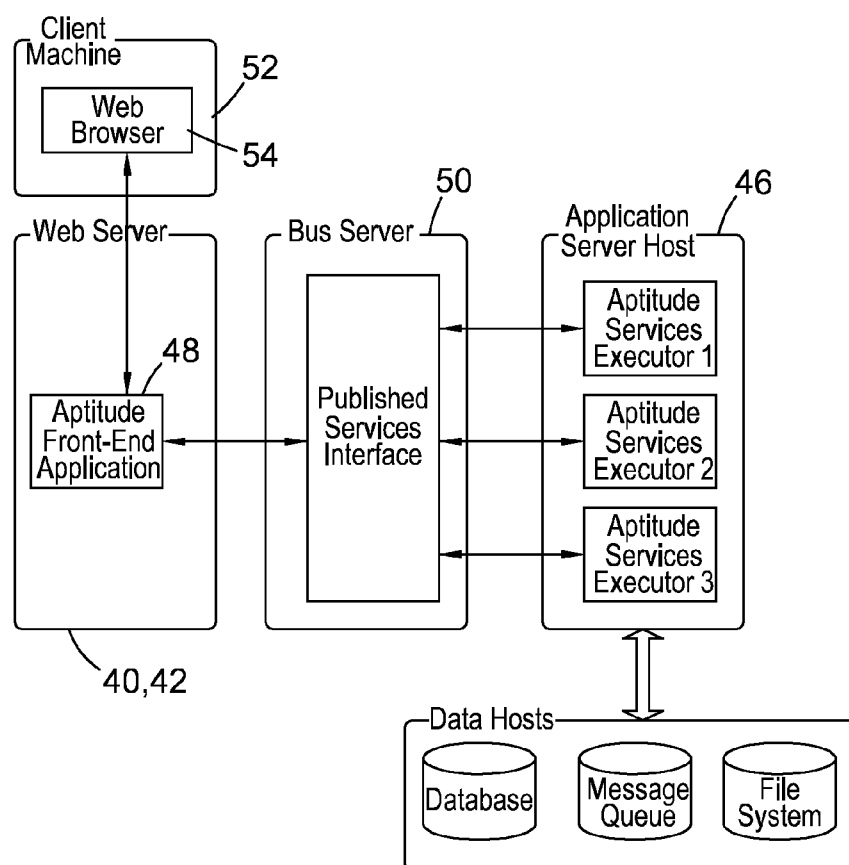 Client
Machine
52
Web
Browser
54
Web Server
48
Aptitude
Front-End
Application
40,42
Bus Server
50
Published
Services
Interface
Application
Server Host
46
Aptitude
Services
Executor 1
Aptitude
Services
Executor 2
Aptitude
Services
Executor 3
Data Hosts
Database
Message
Queue
File
System